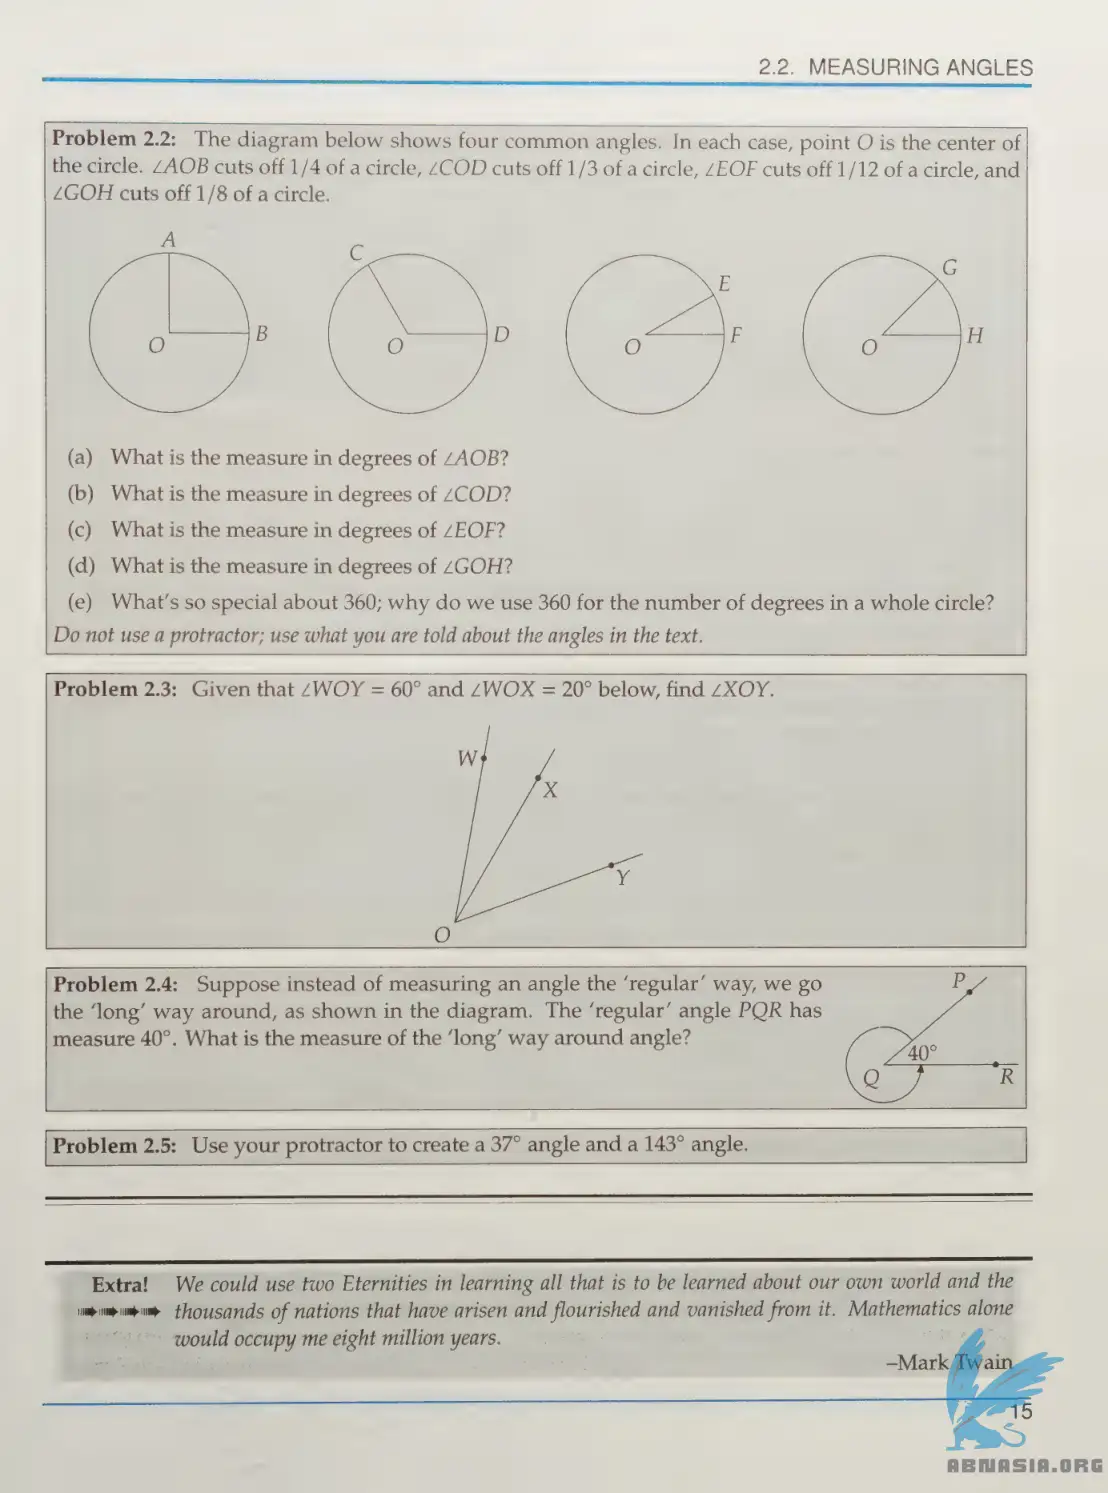 2.2. MEASURING ANGLES
Problem 2.2: The diagram below shows four common angles. In each case, point O is the center of
the circle. ∠AOB cuts off 1/4 of a circle, ∠COD cuts off 1/3 of a circle, ∠EOF cuts off 1/12 of a circle, and
∠GOH cuts off 1/8 of a circle.
A
B
O
C
D
O
E
F
O
G
H
O
(a) What is the measure in degrees of ∠AOB?
(b) What is the measure in degrees of ∠COD?
(c) What is the measure in degrees of ∠EOF?
(d) What is the measure in degrees of ∠GOH?
(e) What's so special about 360; why do we use 360 for the number of degrees in a whole circle?
Do not use a protractor; use what you are told about the angles in the text.
Problem 2.3: Given that ∠WOY = 60° and ∠WOX = 20° below, find ∠XOY.
W
X
Y
O
Problem 2.4: Suppose instead of measuring an angle the 'regular' way, we go
the 'long' way around, as shown in the diagram. The 'regular' angle PQR has
measure 40°. What is the measure of the 'long' way around angle?
P
40°
Q
R
Problem 2.5: Use your protractor to create a 37° angle and a 143° angle.
Extra! We could use two Eternities in learning all that is to be learned about our own world and the
thousands of nations that have arisen and flourished and vanished from it. Mathematics alone
would occupy me eight million years.
–Mark Twain
15
ABNASIA.ORG